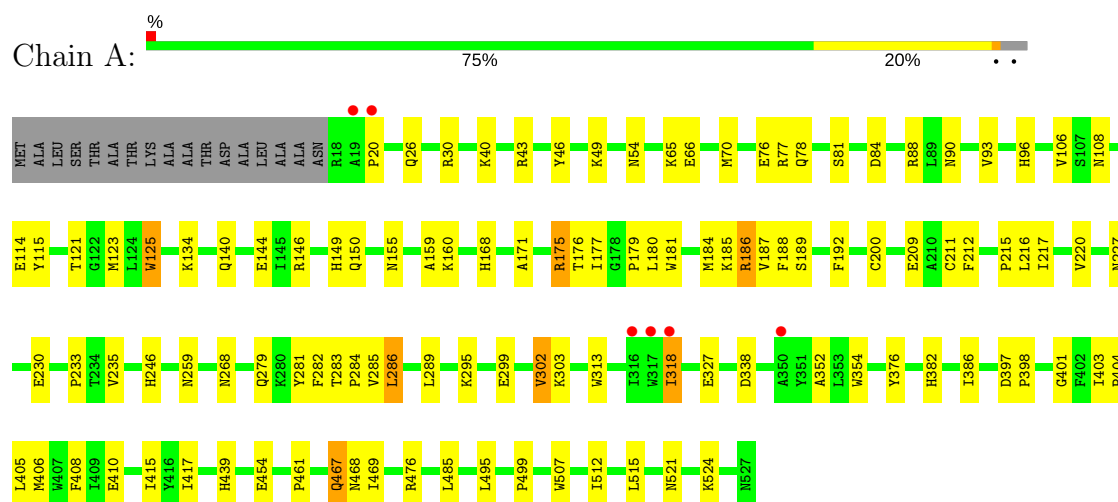 %
Chain A:
75% 20% • •
MET ALA LEU SER THR ALA THR LYS ALA ALA THR ASP ALA LEU ALA ALA ASN R18 A19 P20 Q26 R30 K40 R43 Y46 K49 N54 K65 E66 M70 E76 R77 Q78 S81 D84 R88 L89 N90 V93 H96 V106 S107 N108
E114 Y115 T121 G122 M123 L124 W125 K134 Q140 E144 I145 R146 H149 Q150 N155 A159 K160 H168 A171 R175 T176 I177 G178 P179 L180 W181 M184 K185 R186 V187 F188 S189 F192 C200 E209 A210 C211 F212 P215 L216 I217 V220 N227
E230 P233 T234 V235 H246 N259 N268 Q279 K280 Y281 F282 T283 P284 V285 L286 L289 K295 E299 V302 K303 W313 I316 W317 I318 E327 D338 A350 Y351 A352 L353 W354 Y376 H382 I386 D397 P398 G401 F402 I403
L405 M406 W407 F408 I409 E410 I415 Y416 I417 H439 E454 P461 Q467 N468 I469 R476 L485 L495 P499 W507 I512 L515 N521 K524 N527